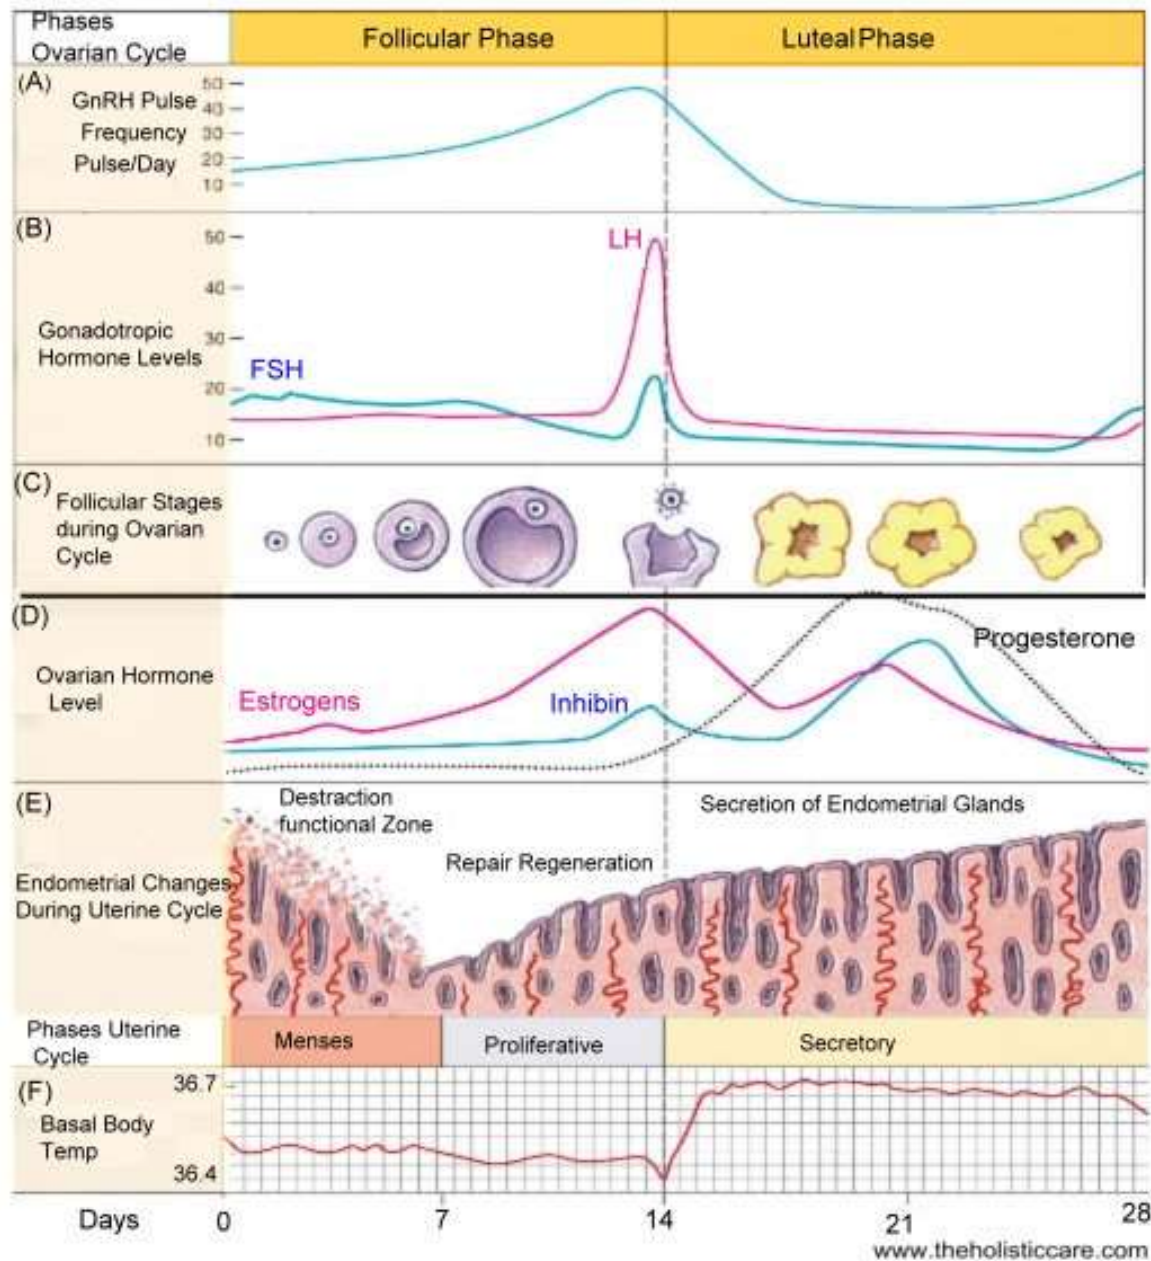 Phases
Ovarian Cycle
Follicular Phase
Luteal Phase
(A)
GnRH Pulse
Frequency
Pulse/Day
50
40
30
20
10
(B)
Gonadotropic
Hormone Levels
50
40
30
20
10
LH
FSH
(C)
Follicular Stages
during Ovarian
Cycle
(D)
Ovarian Hormone
Level
Estrogens
Inhibin
Progesterone
(E)
Endometrial Changes
During Uterine Cycle
Destraction
functional Zone
Repair Regeneration
Secretion of Endometrial Glands
Phases Uterine
Cycle
Menses
Proliferative
Secretory
(F)
Basal Body
Temp
36.7
36.4
Days
0
7
14
21
28
www.theholisticcare.com